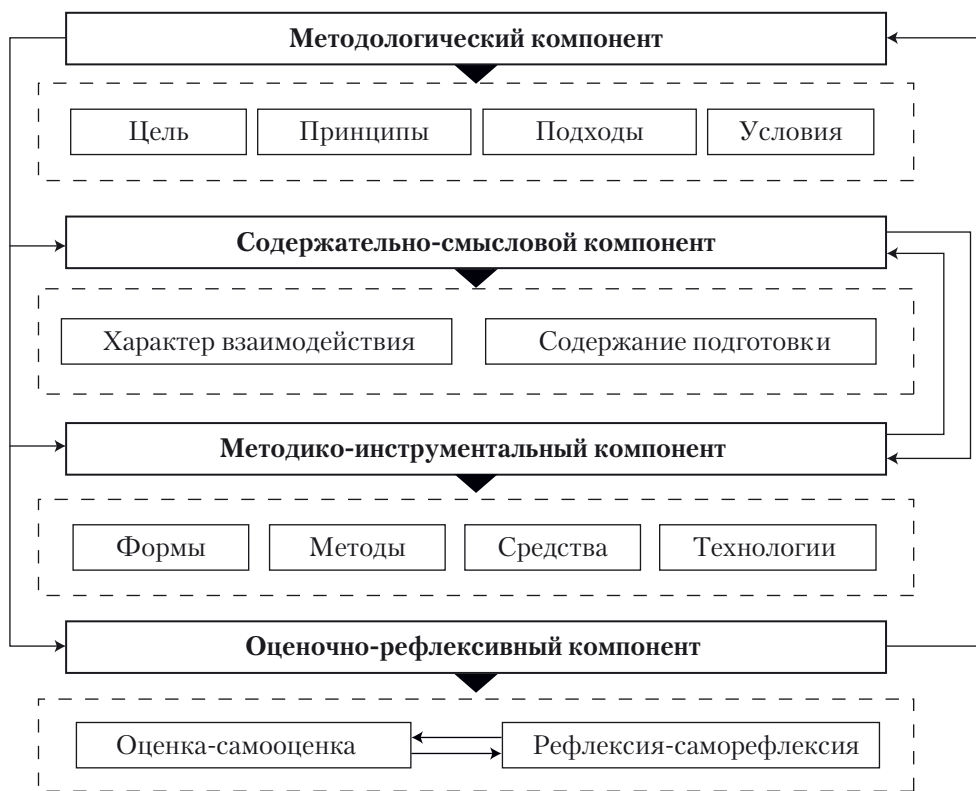 Методологический компонент
Цель Принципы Подходы Условия
Содержательно-смысловой компонент
Характер взаимодействия Содержание подготовки
Методико-инструментальный компонент
Формы Методы Средства Технологии
Оценочно-рефлексивный компонент
Оценка-самооценка Рефлексия-саморефлексия